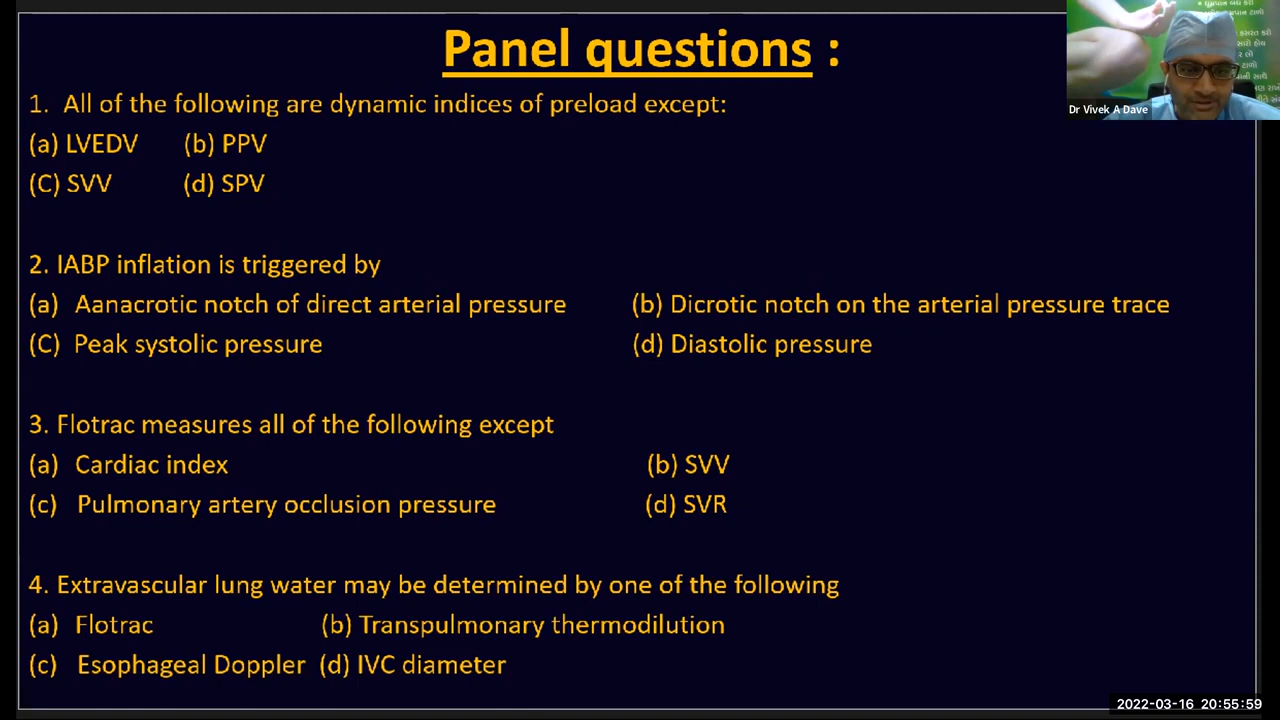 Panel questions :
1. All of the following are dynamic indices of preload except:
(a) LVEDV (b) PPV
(C) SVV (d) SPV
2. IABP inflation is triggered by
(a) Aanacrotic notch of direct arterial pressure (b) Dicrotic notch on the arterial pressure trace
(C) Peak systolic pressure (d) Diastolic pressure
3. Flotrac measures all of the following except
(a) Cardiac index (b) SVV
(c) Pulmonary artery occlusion pressure (d) SVR
4. Extravascular lung water may be determined by one of the following
(a) Flotrac (b) Transpulmonary thermodilution
(c) Esophageal Doppler (d) IVC diameter
Dr Vivek A Dave
2022-03-16 20:55:59